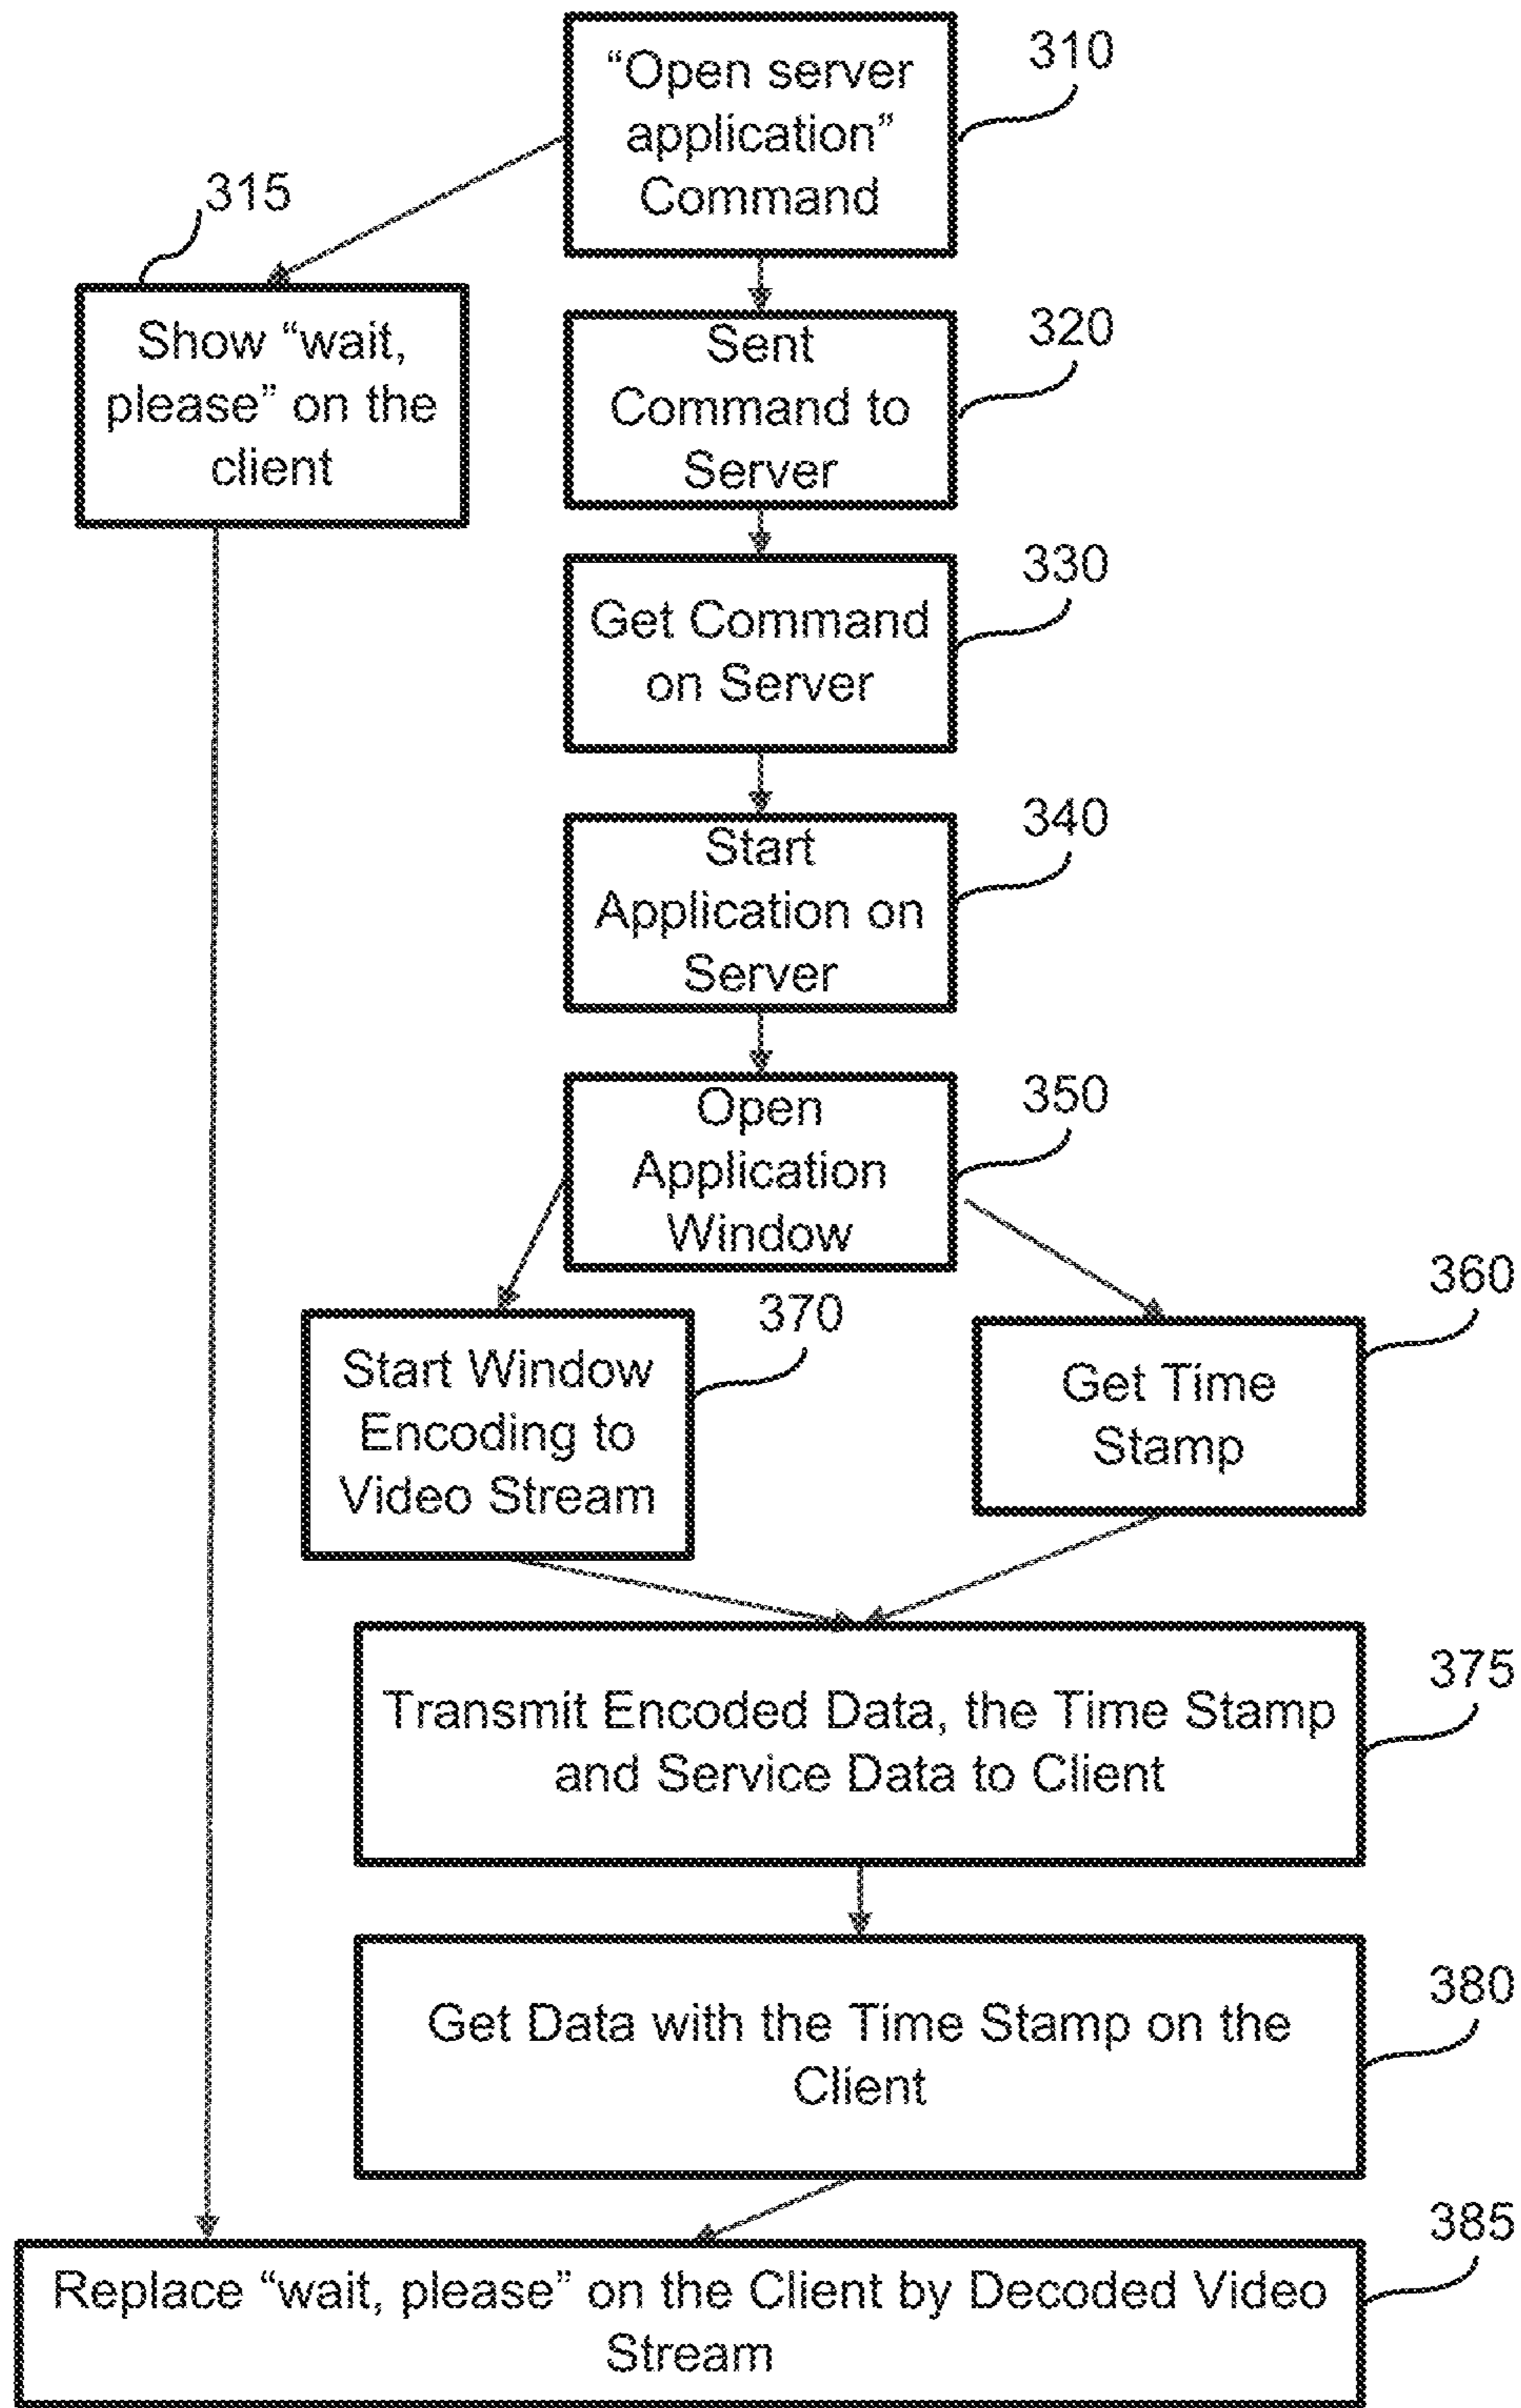 “Open server
application”
Command
310
315
Show “wait,
please” on the
client
Sent
Command to
Server
320
Get Command
on Server
330
Start
Application on
Server
340
Open
Application
Window
350
360
370
Start Window
Encoding to
Video Stream
Get Time
Stamp
Transmit Encoded Data, the Time Stamp
and Service Data to Client
375
Get Data with the Time Stamp on the
Client
380
385
Replace “wait, please” on the Client by Decoded Video
Stream